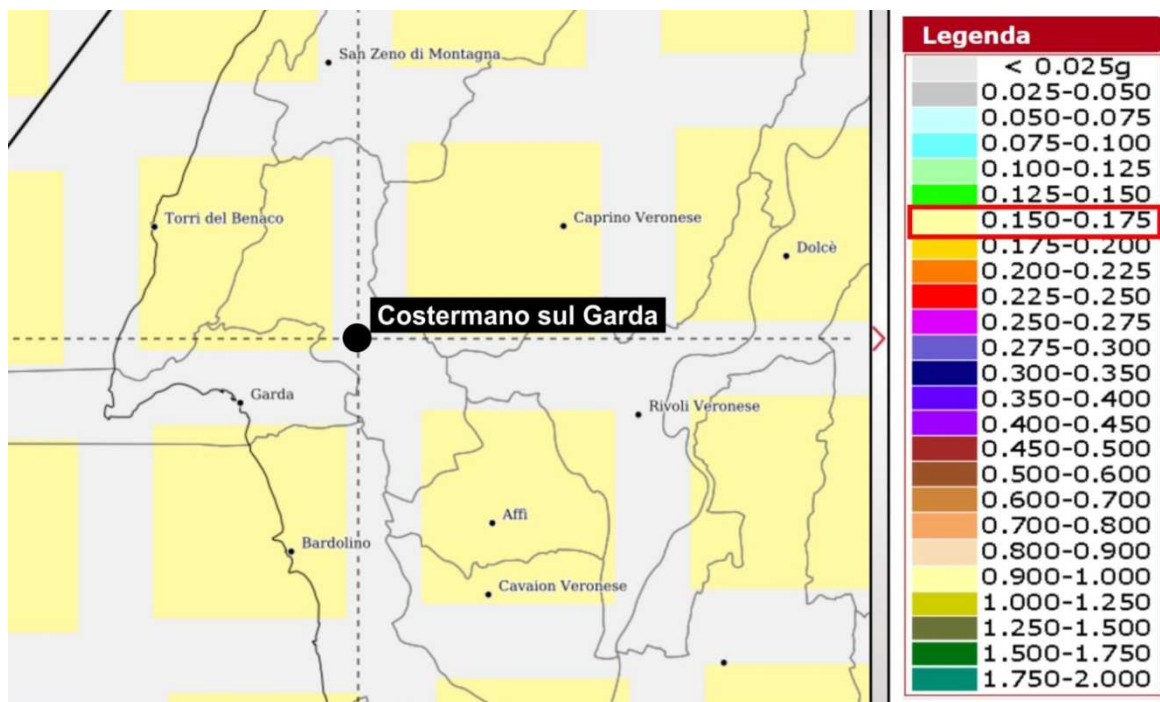 San Zeno di Montagna
Torri del Benaco
Caprino Veronese
Dolcè
Costermano sul Garda
Garda
Rivoli Veronese
Affi
Bardolino
Cavaion Veronese
Legenda
< 0.025g
0.025-0.050
0.050-0.075
0.075-0.100
0.100-0.125
0.125-0.150
0.150-0.175
0.175-0.200
0.200-0.225
0.225-0.250
0.250-0.275
0.275-0.300
0.300-0.350
0.350-0.400
0.400-0.450
0.450-0.500
0.500-0.600
0.600-0.700
0.700-0.800
0.800-0.900
0.900-1.000
1.000-1.250
1.250-1.500
1.500-1.750
1.750-2.000